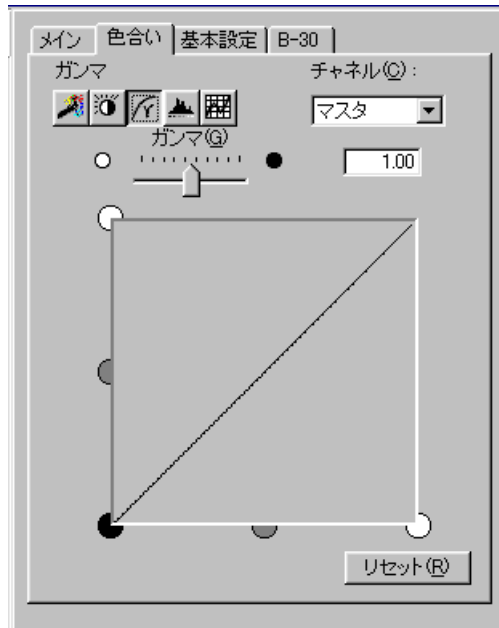 メイン 色合い 基本設定 B-30
ガンマ チャネル(C):
マスタ
ガンマ(G)
1.00
リセット(R)